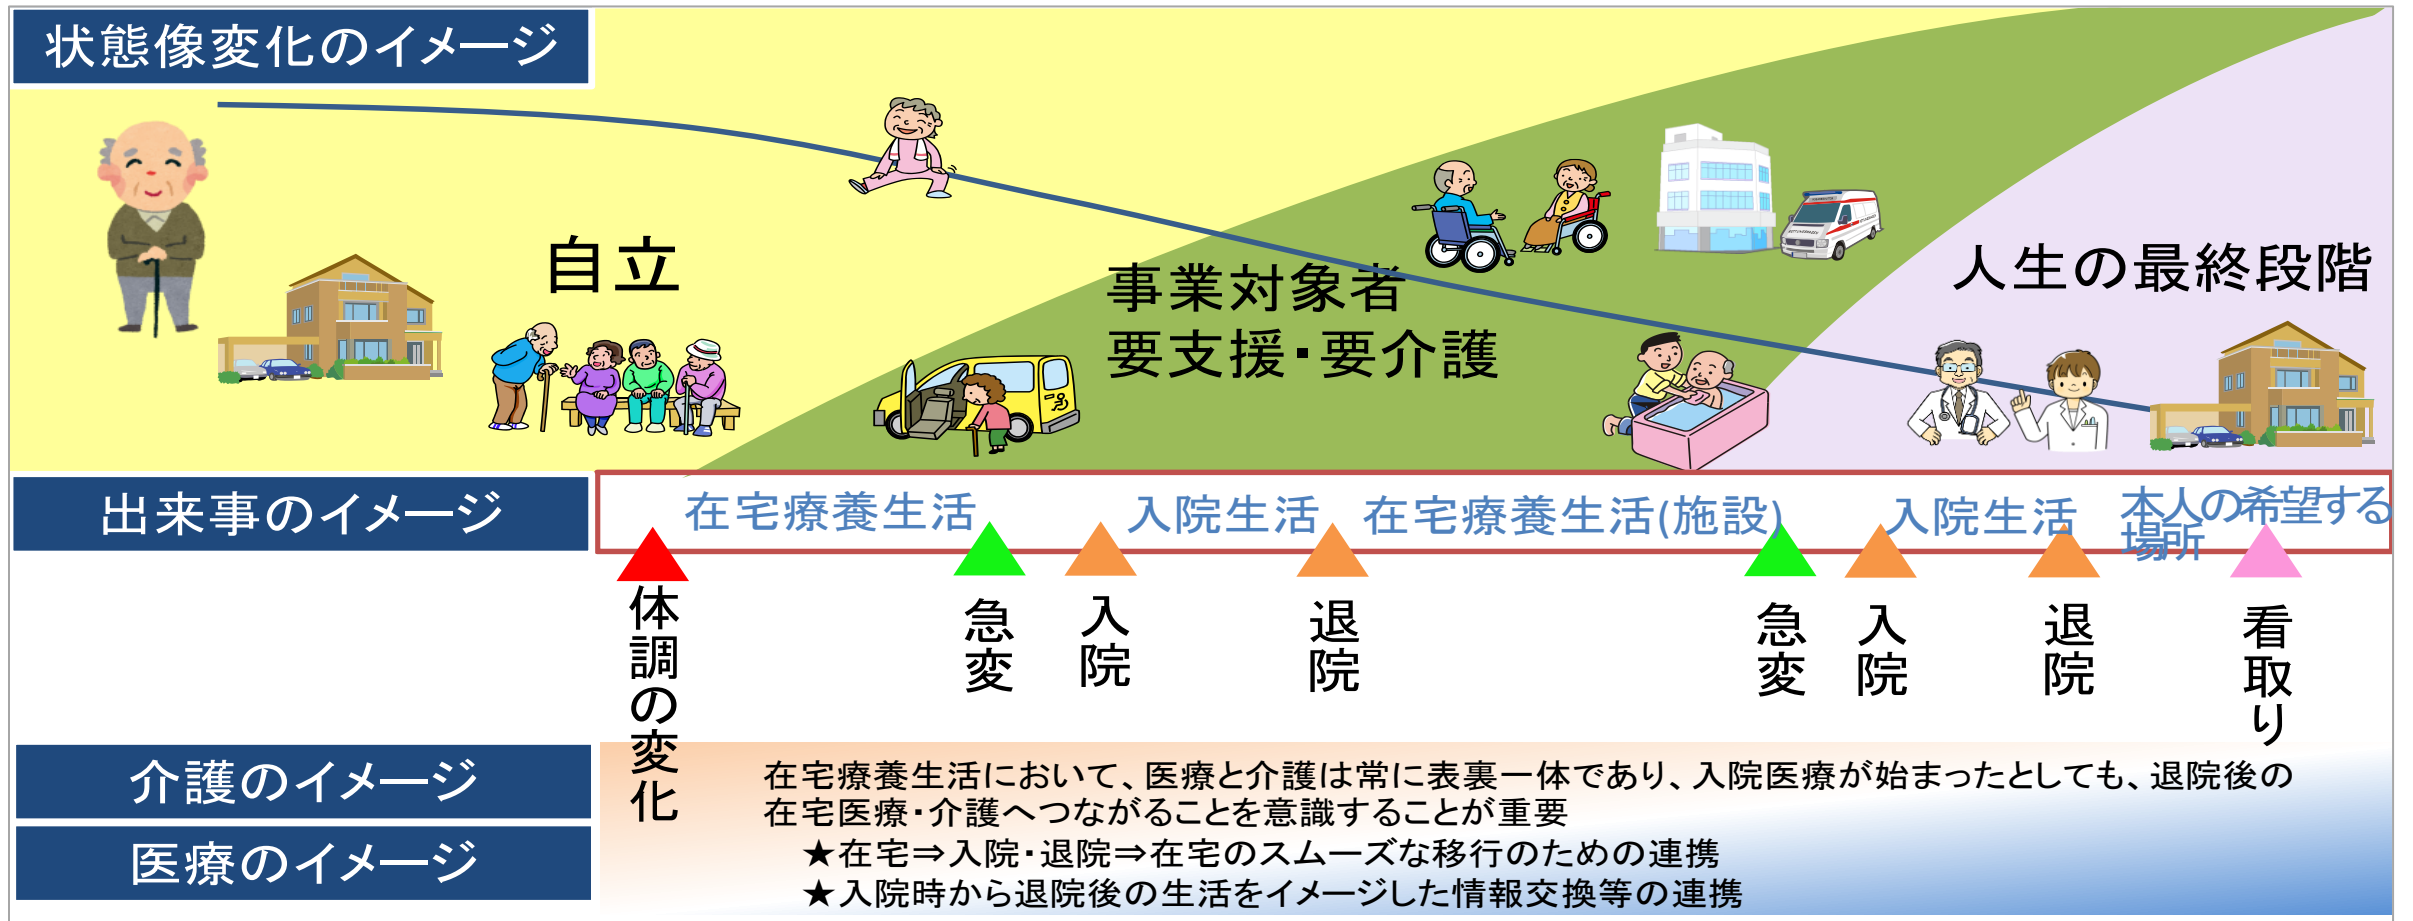 状態像変化のイメージ
自立
事業対象者
要支援・要介護
人生の最終段階
出来事のイメージ
在宅療養生活
入院生活
在宅療養生活(施設)
入院生活
本人の希望する
場所
体調の変化
急変
入院
退院
急変
入院
退院
看取り
介護のイメージ
医療のイメージ
在宅療養生活において、医療と介護は常に表裏一体であり、入院医療が始まったとしても、退院後の
在宅医療・介護へつながることを意識することが重要
★在宅⇒入院・退院⇒在宅のスムーズな移行のための連携
★入院時から退院後の生活をイメージした情報交換等の連携